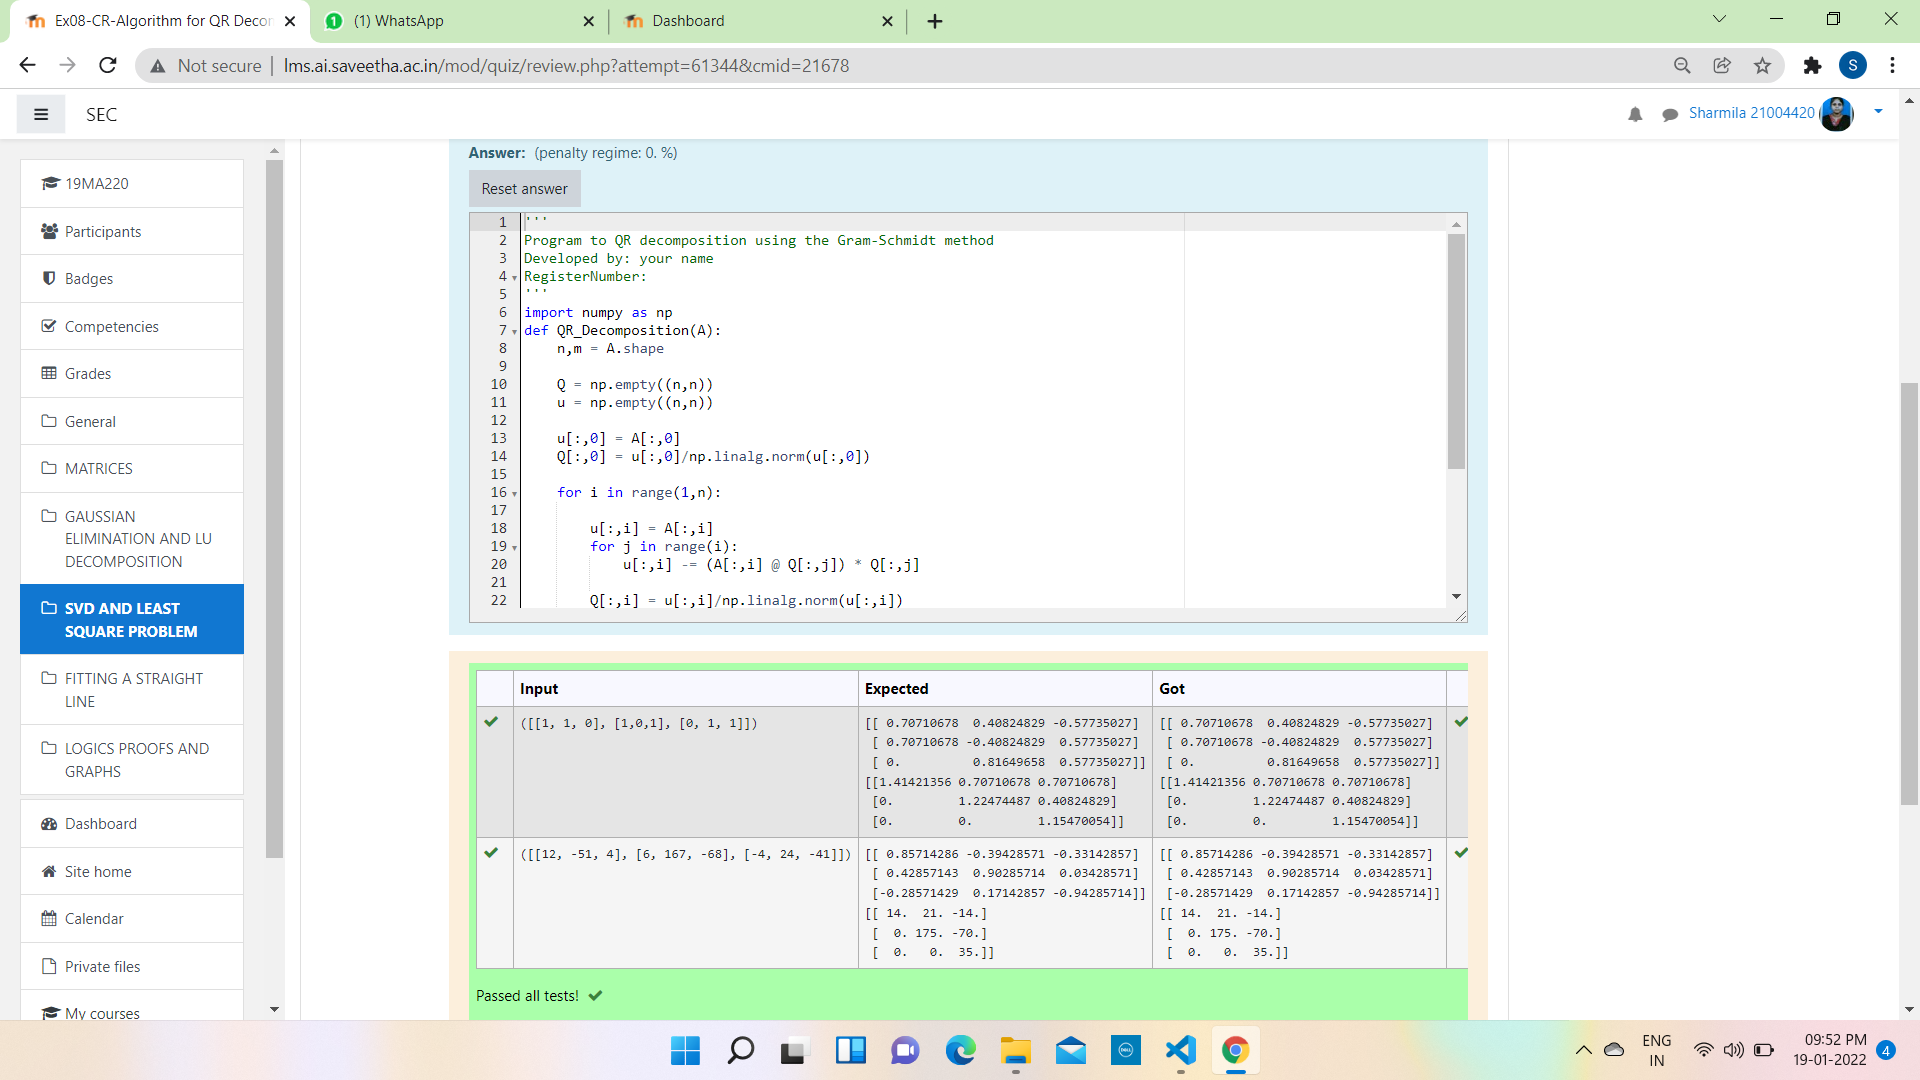 Ex08-CR-Algorithm for QR Decor
(1) WhatsApp
Dashboard
Not secure
lms.ai.saveetha.ac.in/mod/quiz/review.php?attempt=61344&cmid=21678
S
SEC
Sharmila 21004420
19MA220
Participants
Badges
Competencies
Grades
General
MATRICES
GAUSSIAN
ELIMINATION AND LU
DECOMPOSITION
SVD AND LEAST
SQUARE PROBLEM
FITTING A STRAIGHT
LINE
LOGICS PROOFS AND
GRAPHS
Dashboard
Site home
Calendar
Private files
My courses
Answer: (penalty regime: 0. %)
Reset answer
1 '''
2 Program to QR decomposition using the Gram-Schmidt method
3 Developed by: your name
4 RegisterNumber:
5 '''
6 import numpy as np
7 def QR_Decomposition(A):
8     n,m = A.shape
9
10     Q = np.empty((n,n))
11     u = np.empty((n,n))
12
13     u[:,0] = A[:,0]
14     Q[:,0] = u[:,0]/np.linalg.norm(u[:,0])
15
16     for i in range(1,n):
17
18         u[:,i] = A[:,i]
19         for j in range(i):
20             u[:,i] -= (A[:,i] @ Q[:,j]) * Q[:,j]
21
22         Q[:,i] = u[:,i]/np.linalg.norm(u[:,i])
Input Expected Got
([[1, 1, 0], [1,0,1], [0, 1, 1]]) [[ 0.70710678  0.40824829 -0.57735027] [[ 0.70710678  0.40824829 -0.57735027]
[ 0.70710678 -0.40824829  0.57735027] [ 0.70710678 -0.40824829  0.57735027]
[ 0.          0.81649658  0.57735027]] [ 0.          0.81649658  0.57735027]]
[[1.41421356 0.70710678 0.70710678] [[1.41421356 0.70710678 0.70710678]
[0.         1.22474487 0.40824829] [0.         1.22474487 0.40824829]
[0.         0.         1.15470054]] [0.         0.         1.15470054]]
([[12, -51, 4], [6, 167, -68], [-4, 24, -41]]) [[ 0.85714286 -0.39428571 -0.33142857] [[ 0.85714286 -0.39428571 -0.33142857]
[ 0.42857143  0.90285714  0.03428571] [ 0.42857143  0.90285714  0.03428571]
[-0.28571429  0.17142857 -0.94285714]] [-0.28571429  0.17142857 -0.94285714]]
[[ 14.  21. -14.] [[ 14.  21. -14.]
[  0. 175. -70.] [  0. 175. -70.]
[  0.   0.  35.]] [  0.   0.  35.]]
Passed all tests!
DELL
ENG
IN
09:52 PM
19-01-2022
4